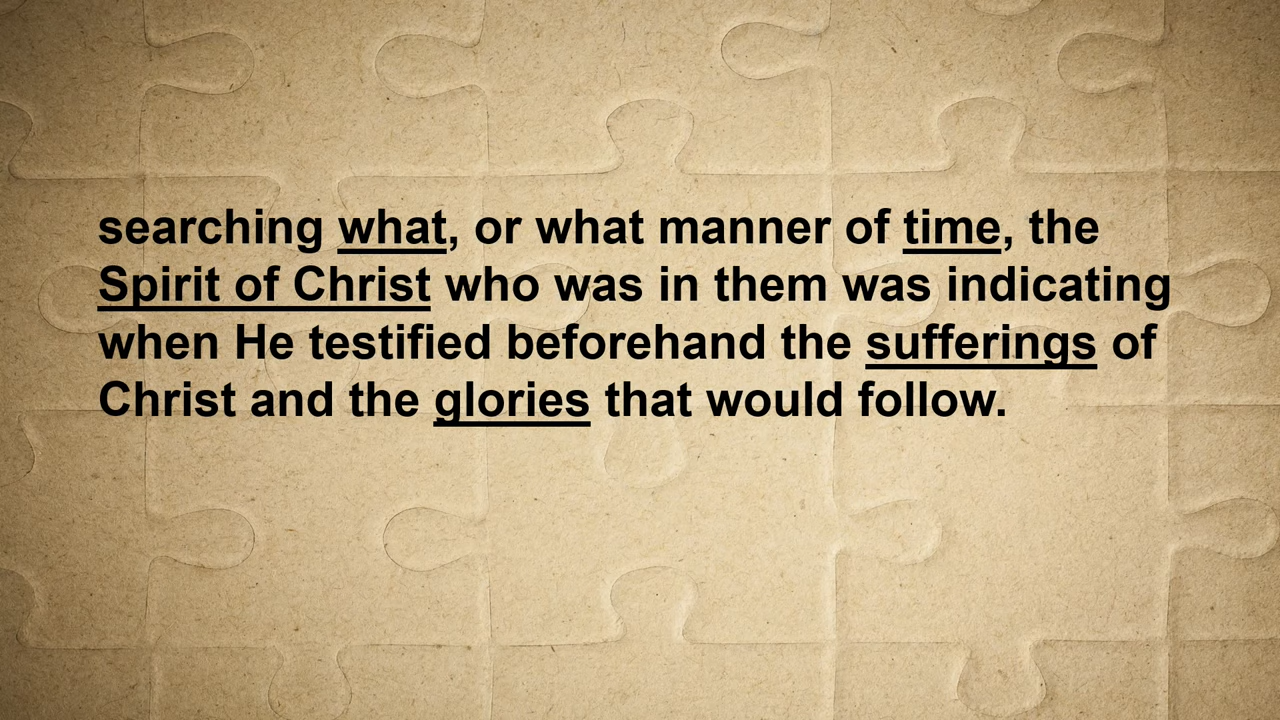 searching what, or what manner of time, the
Spirit of Christ who was in them was indicating
when He testified beforehand the sufferings of
Christ and the glories that would follow.